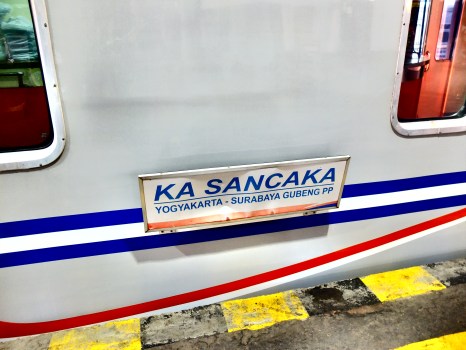 KA SANCAKA
YOGYAKARTA - SURABAYA GUBENG PP